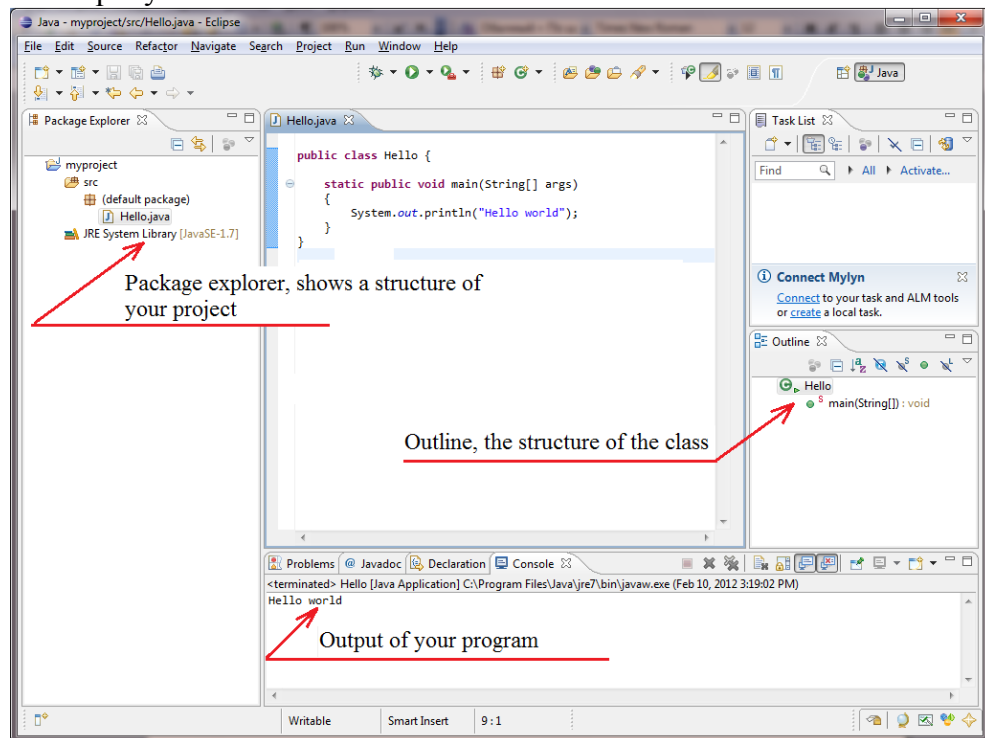 Java - myproject/src/Hello.java - Eclipse
File Edit Source Refactor Navigate Search Project Run Window Help
Java
Package Explorer
myproject
src
(default package)
Hello.java
JRE System Library [JavaSE-1.7]
Package explorer, shows a structure of
your project
Hello.java
public class Hello {
static public void main(String[] args)
{
System.out.println("Hello world");
}
}
Outline, the structure of the class
Task List
Find All Activate...
Connect Mylyn
Connect to your task and ALM tools
or create a local task.
Outline
Hello
main(String[]) : void
Problems @ Javadoc Declaration Console
<terminated> Hello [Java Application] C:\Program Files\Java\jre7\bin\javaw.exe (Feb 10, 2012 3:19:02 PM)
Hello world
Output of your program
Writable Smart Insert 9:1